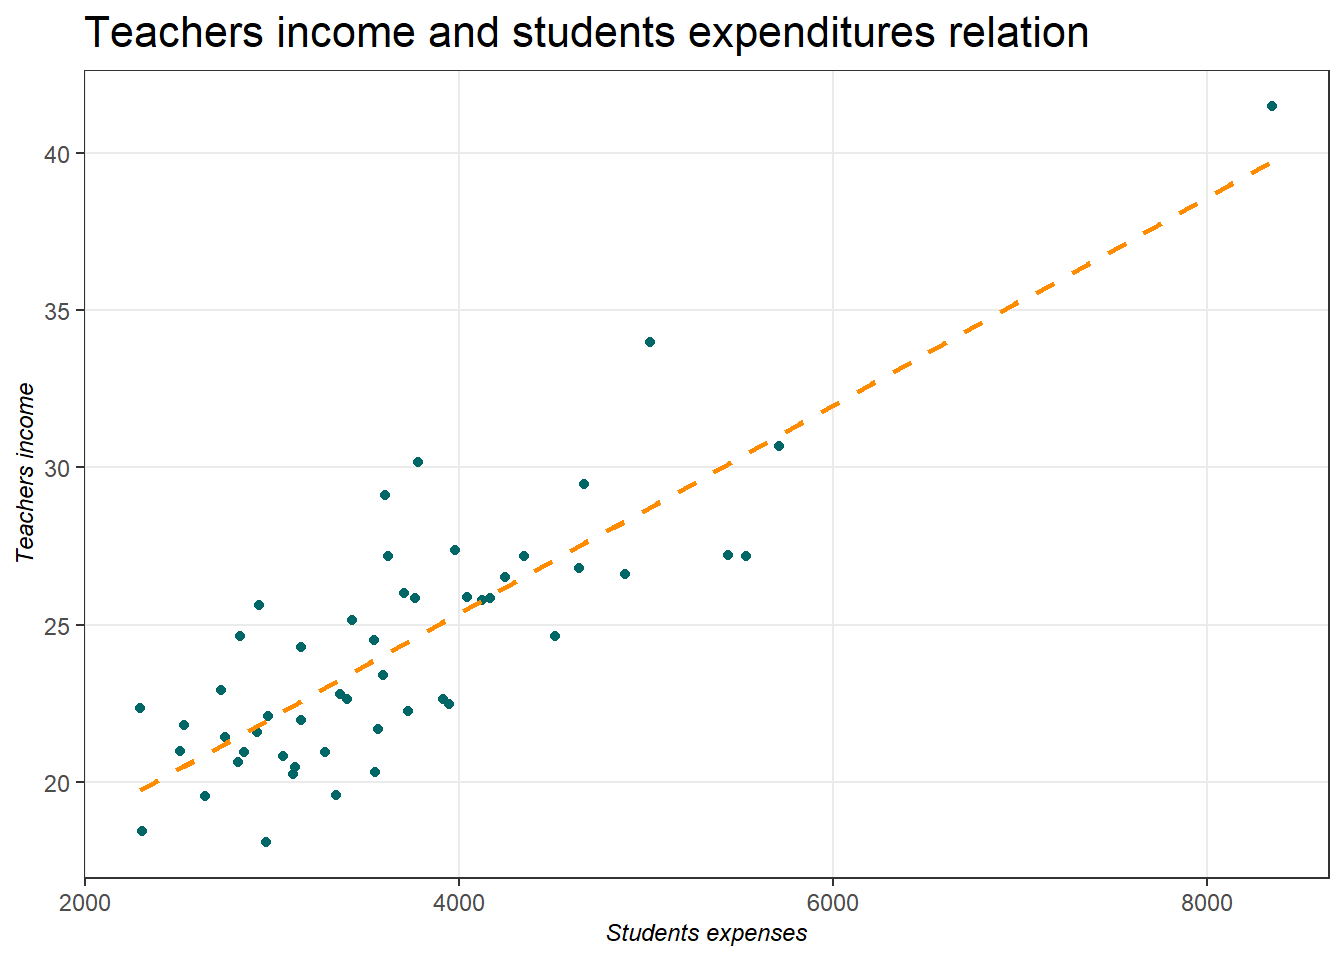 Teachers income and students expenditures relation
40
35
30
25
20
Teachers income
2000 4000 6000 8000
Students expenses